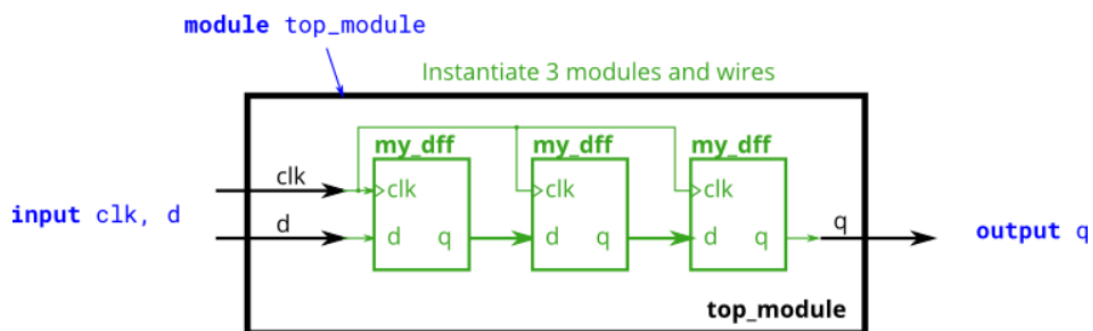 module top_module
Instantiate 3 modules and wires
my_dff my_dff my_dff
clk clk clk clk
input clk, d
d d q d q d q q
output q
top_module